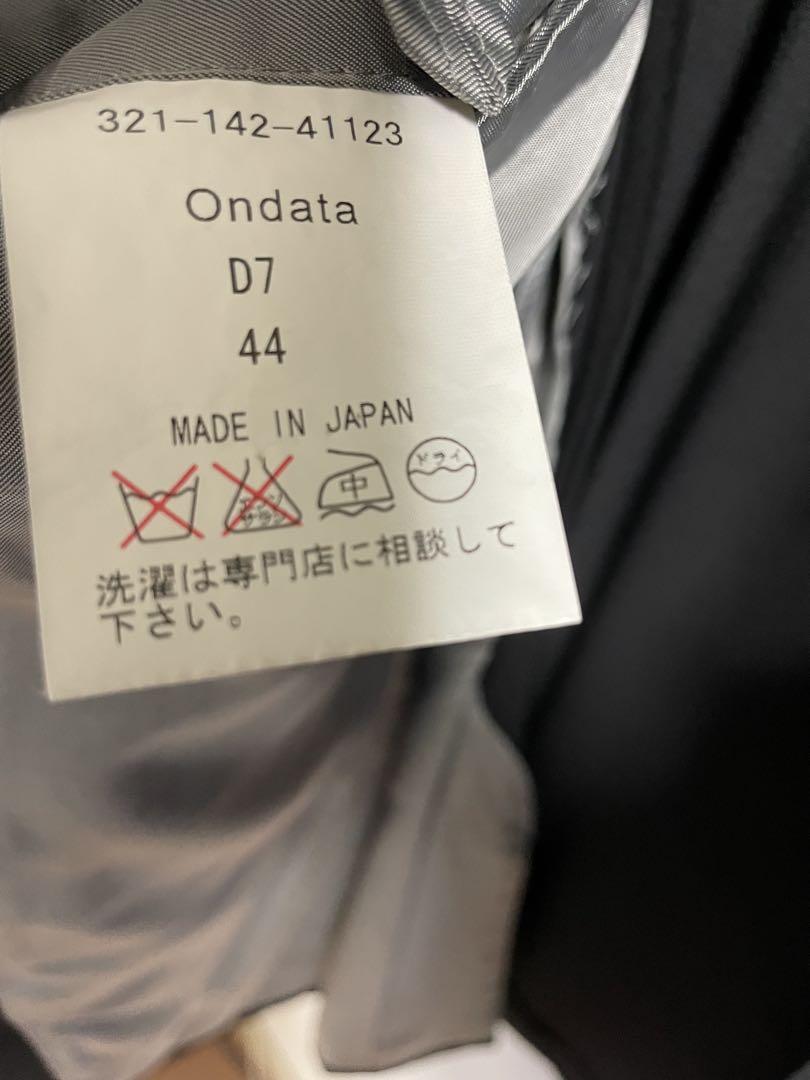 321-142-41123
Ondata
D7
44
MADE IN JAPAN
中 ドライ
洗濯は専門店に相談して
下さい。